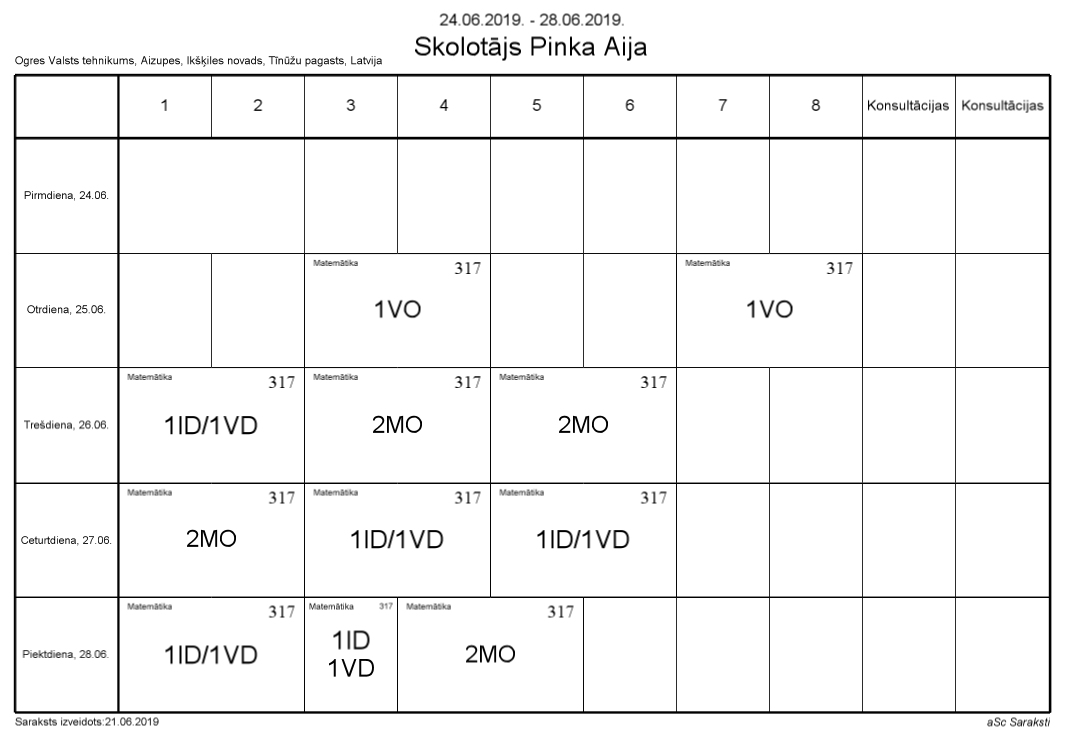 24.06.2019. - 28.06.2019.
Skolotājs Pinka Aija
Ogres Valsts tehnikums, Aizupes, Ikšķiles novads, Tīnūžu pagasts, Latvija
1 2 3 4 5 6 7 8 Konsultācijas Konsultācijas
Pirmdiena, 24.06.
Matemātika 317 Matemātika 317
Otrdiena, 25.06. 1VO 1VO
Matemātika 317 Matemātika 317 Matemātika 317
Trešdiena, 26.06. 1ID/1VD 2MO 2MO
Matemātika 317 Matemātika 317 Matemātika 317
Ceturtdiena, 27.06. 2MO 1ID/1VD 1ID/1VD
Matemātika 317 Matemātika 317 Matemātika 317
Piektdiena, 28.06. 1ID/1VD 1ID 2MO
1VD
Saraksts izveidots:21.06.2019 aSc Saraksti